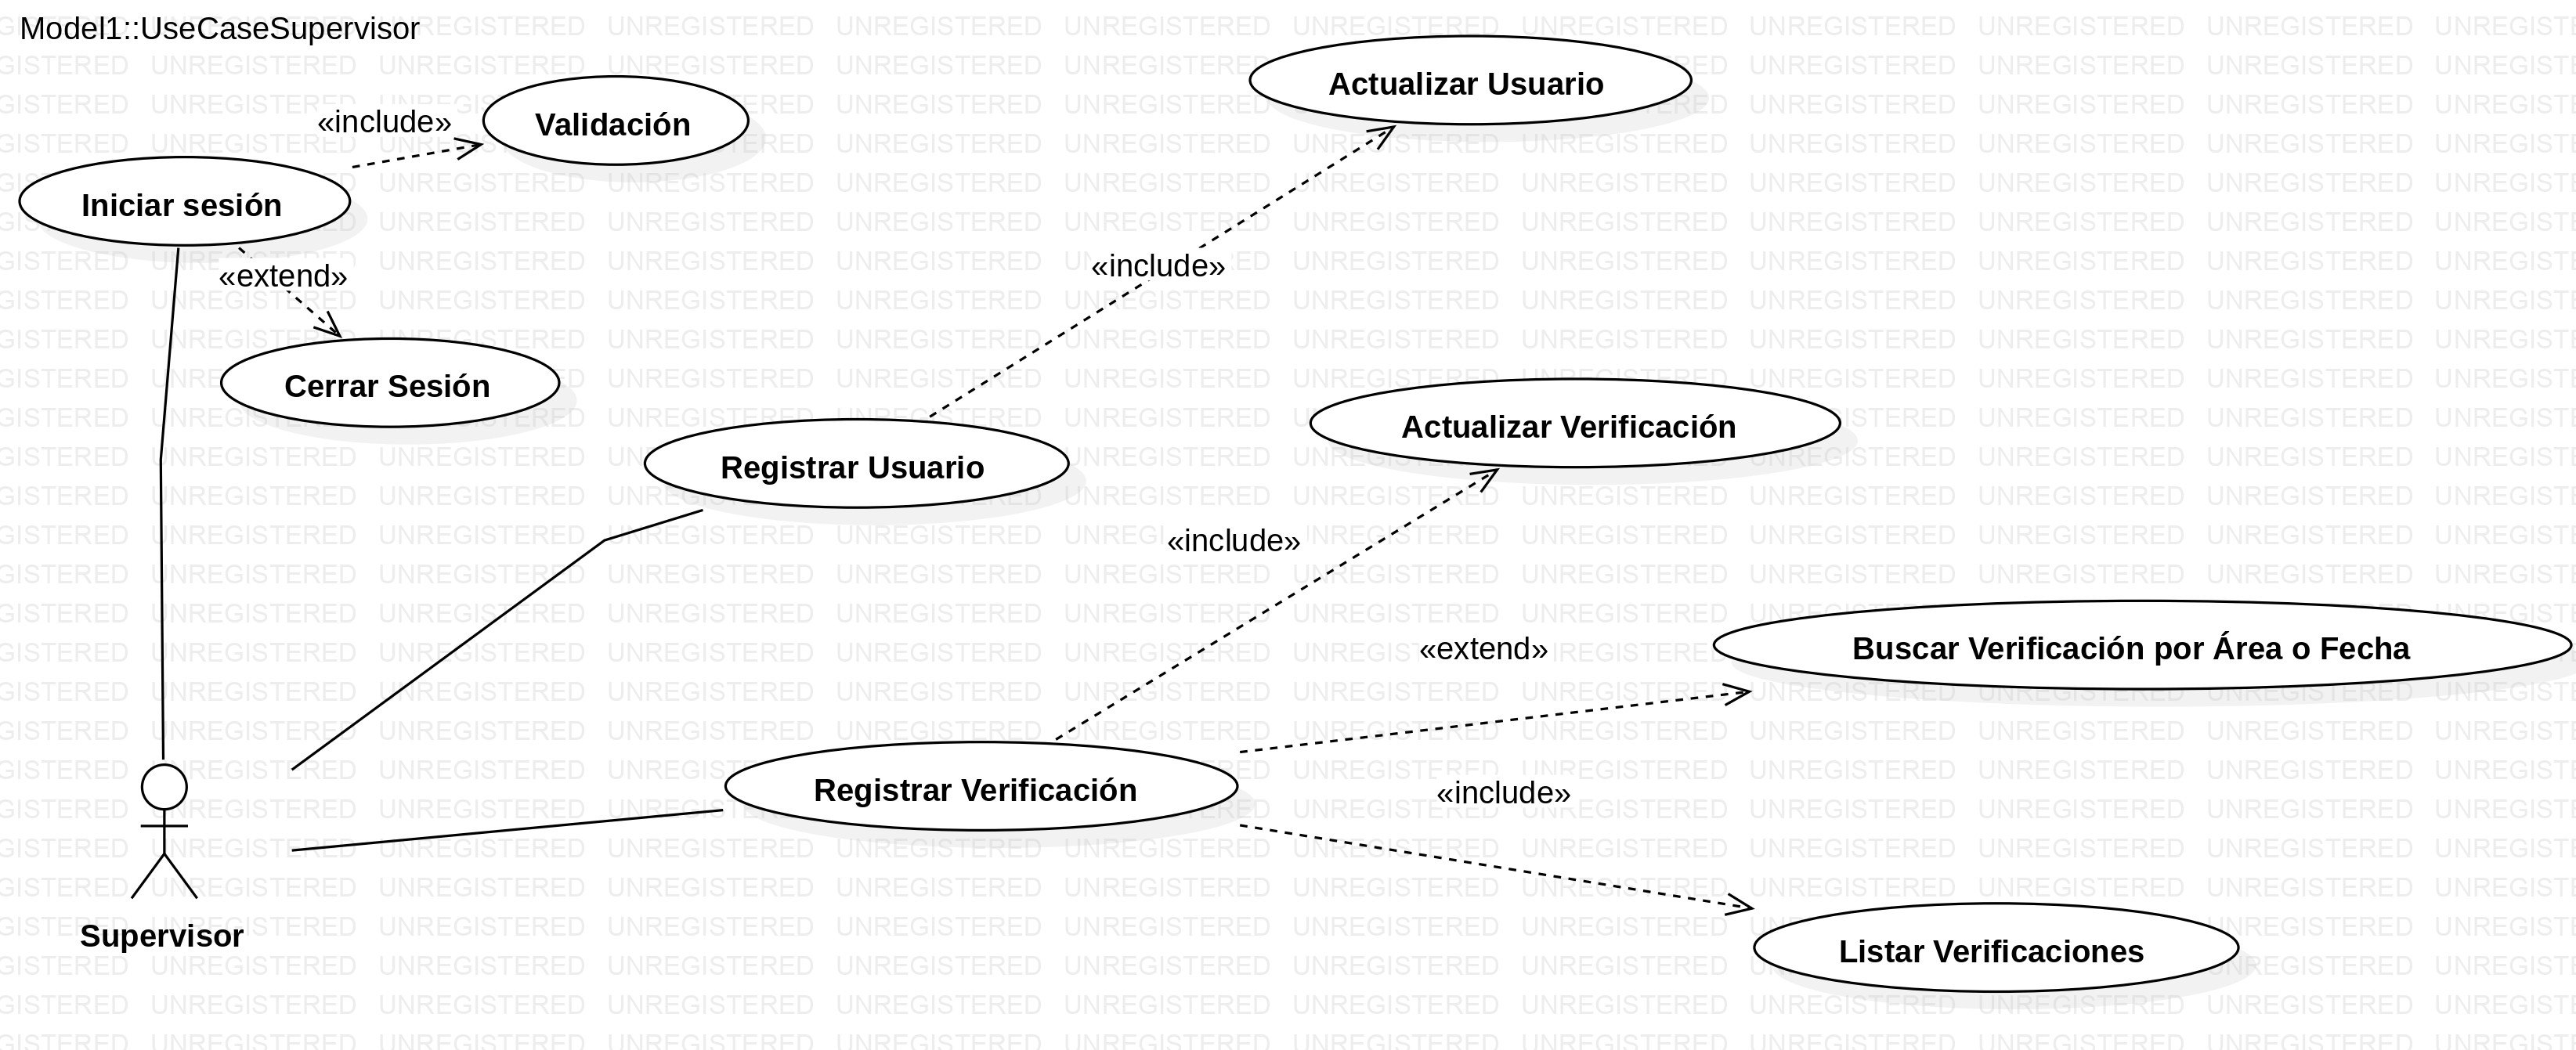 Model1::UseCaseSupervisor
Actualizar Usuario
«include»
Validación
Iniciar sesión
«include»
«extend»
Cerrar Sesión
Actualizar Verificación
Registrar Usuario
«include»
«extend»
Buscar Verificación por Área o Fecha
Registrar Verificación
«include»
Supervisor
Listar Verificaciones
UNREGISTERED